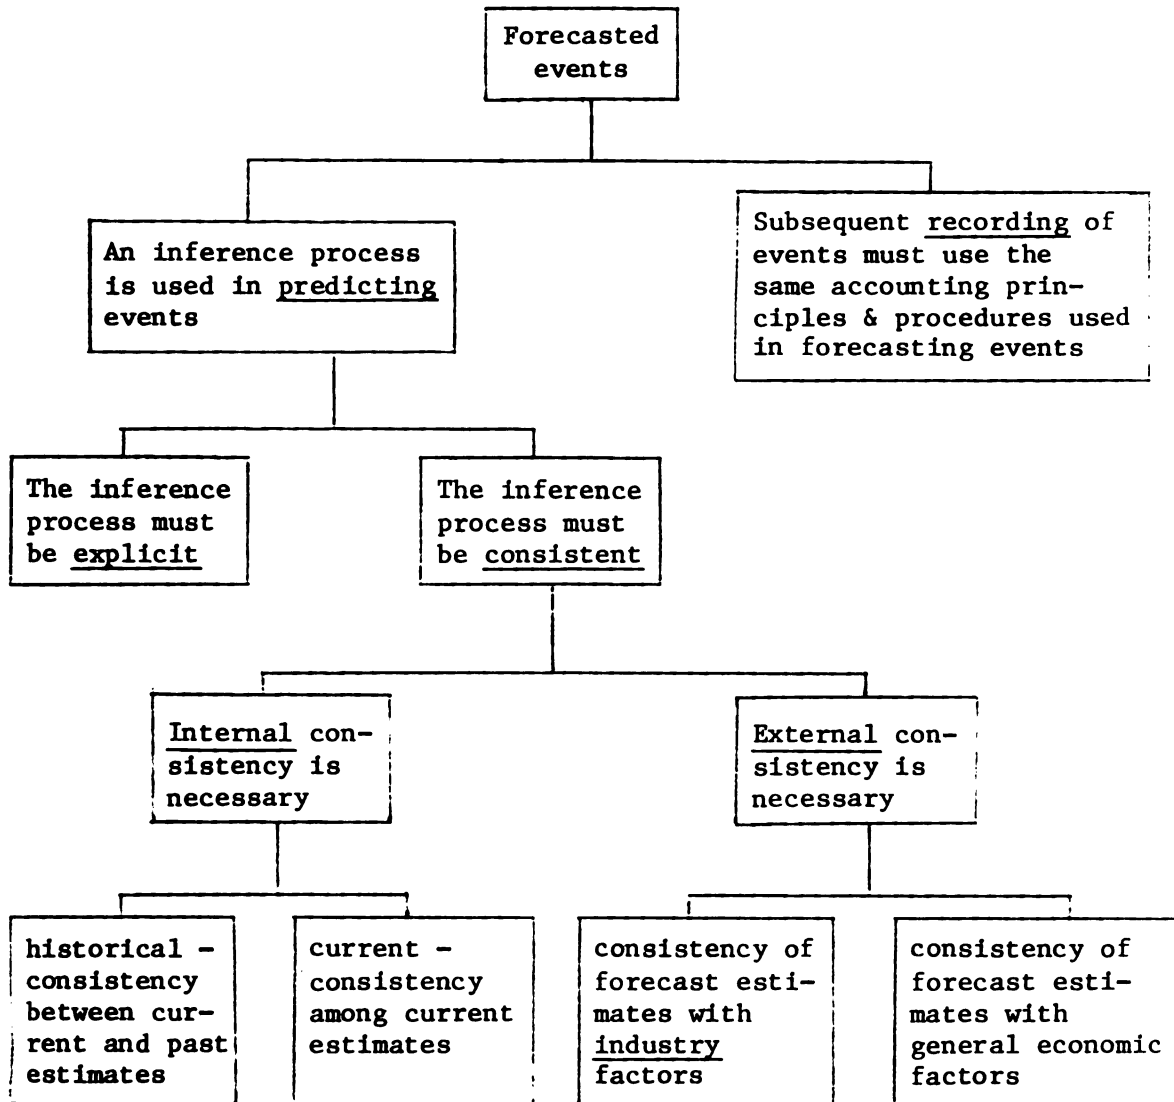 Forecasted
events
An inference process
is used in predicting
events
Subsequent recording of
events must use the
same accounting prin-
ciples & procedures used
in forecasting events
The inference
process must
be explicit
The inference
process must
be consistent
Internal con-
sistency is
necessary
External con-
sistency is
necessary
historical -
consistency
between cur-
rent and past
estimates
current -
consistency
among current
estimates
consistency of
forecast esti-
mates with
industry
factors
consistency of
forecast esti-
mates with
general economic
factors